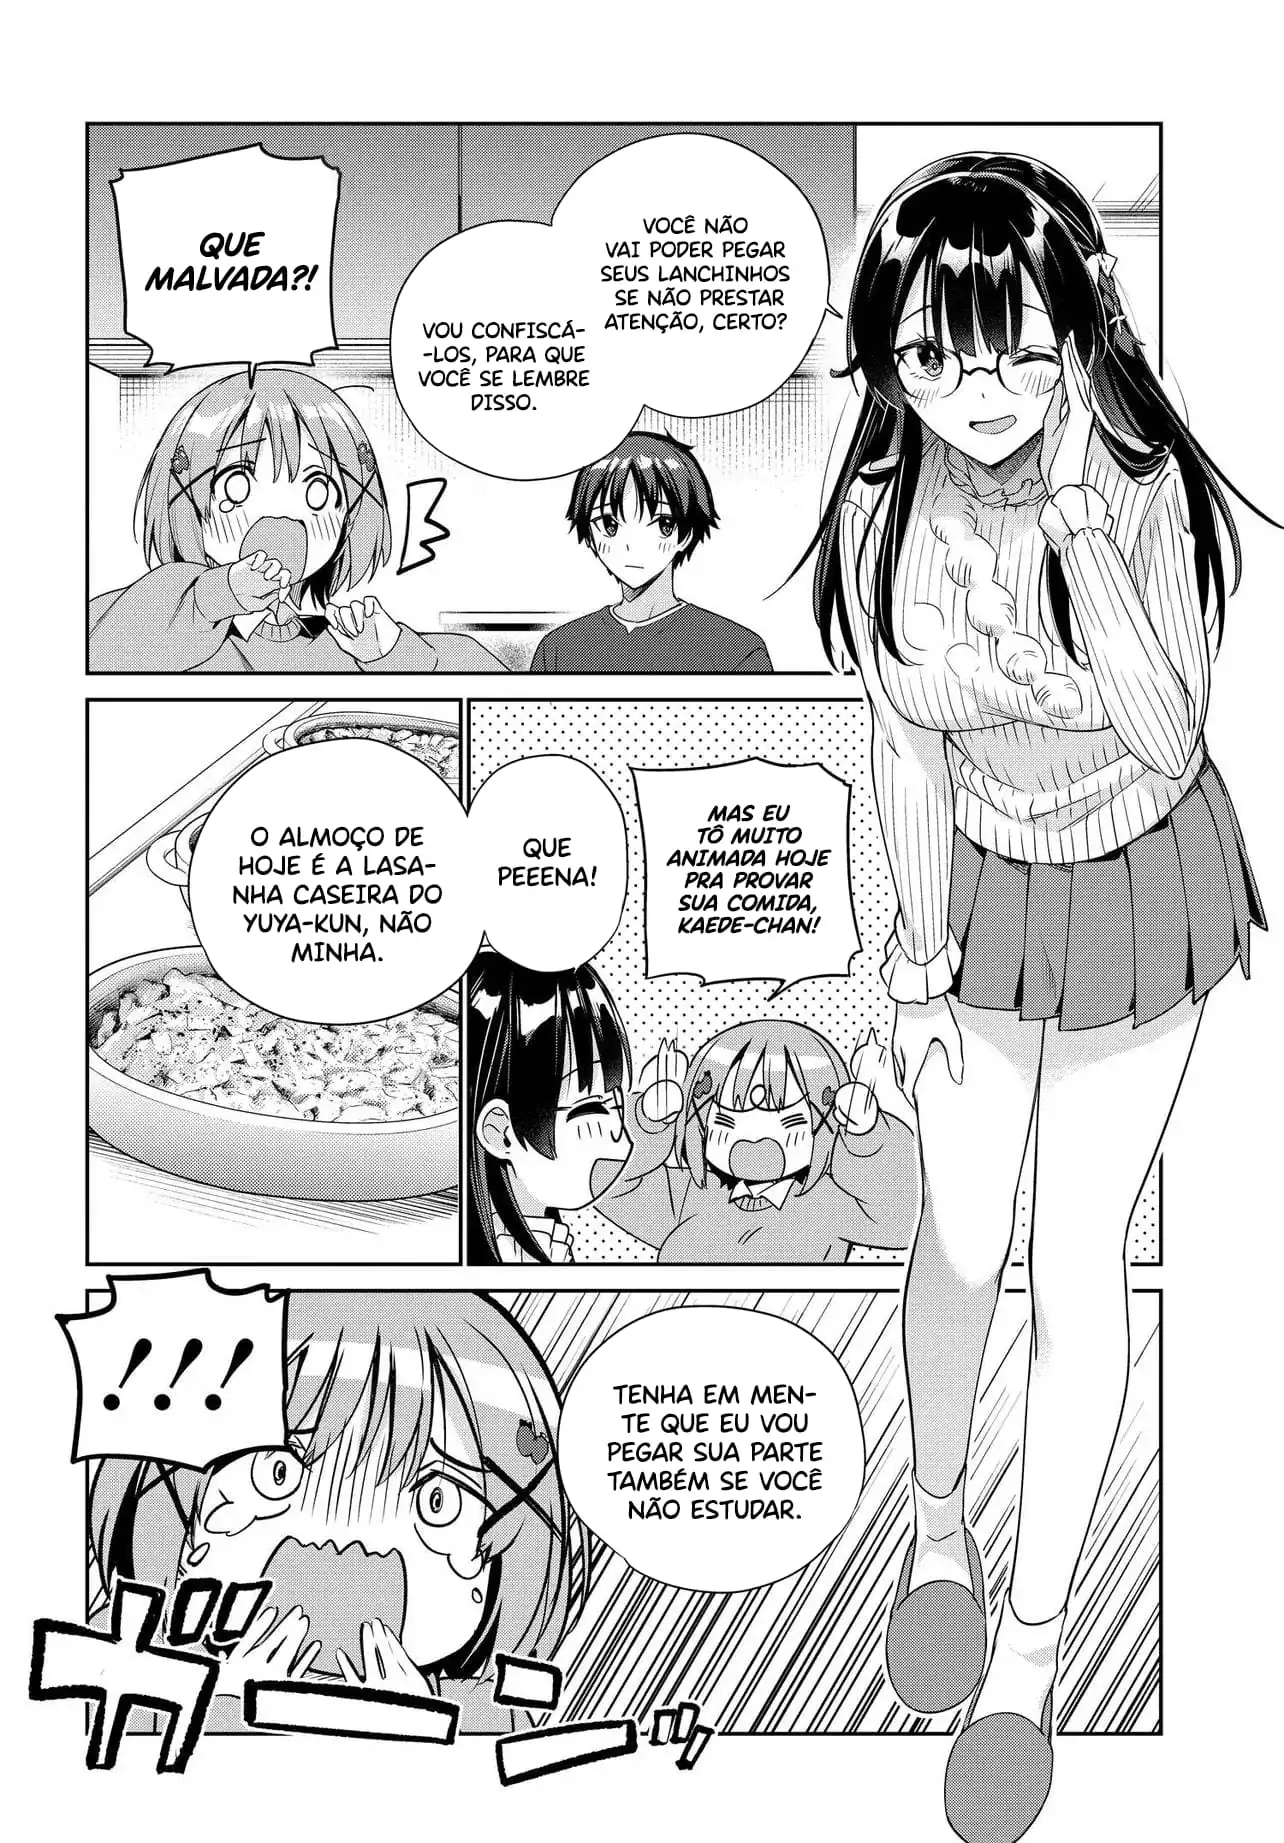 VOCÊ NÃO
VAI PODER PEGAR
SEUS LANCHINHOS
SE NÃO PRESTAR
ATENÇÃO, CERTO?
VOU CONFISCÁ-
-LOS, PARA QUE
VOCÊ SE LEMBRE
DISSO.
QUE
MALVADA?!
MAS EU
TÔ MUITO
ANIMADA HOJE
PRA PROVAR
SUA COMIDA,
KAEDE-CHAN!
QUE
PEEENA!
O ALMOÇO DE
HOJE É A LASA-
NHA CASEIRA DO
YUYA-KUN, NÃO
MINHA.
TENHA EM MEN-
TE QUE EU VOU
PEGAR SUA PARTE
TAMBÉM SE VOCÊ
NÃO ESTUDAR.
!!!
ガーン